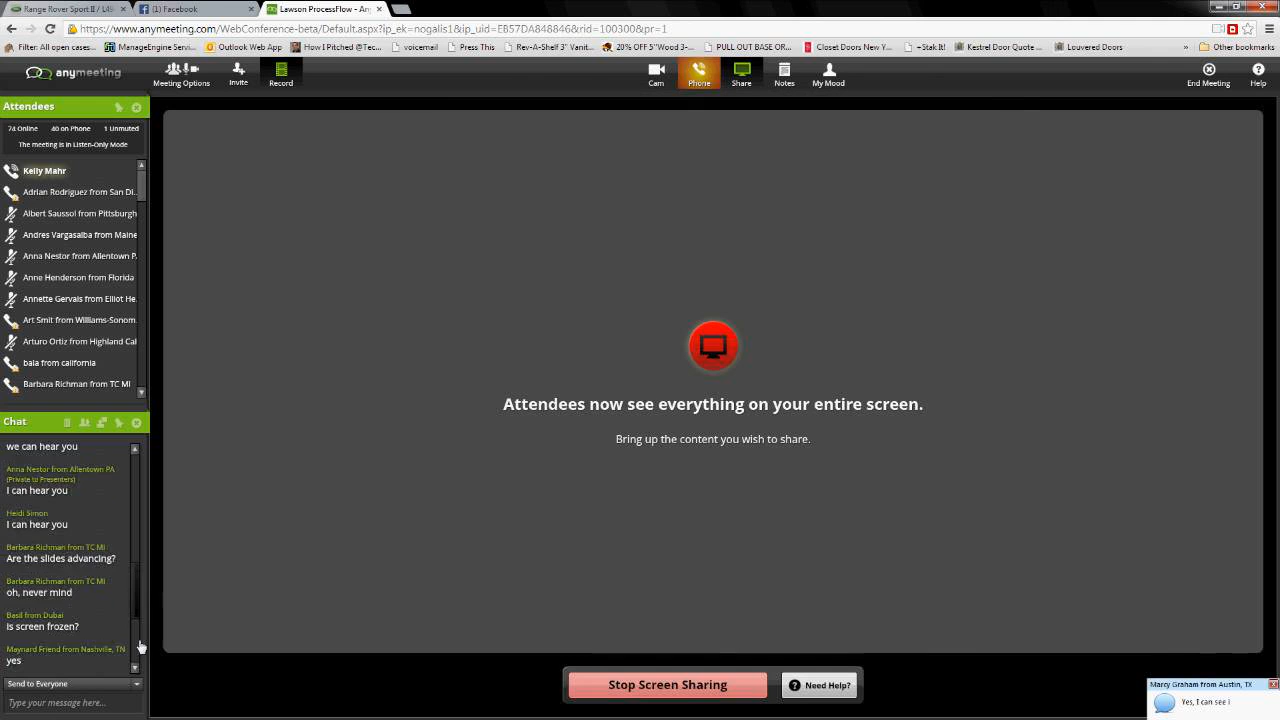 Range Rover Sport II / L49
(1) Facebook
Lawson ProcessFlow - An
https://www.anymeeting.com/WebConference-beta/Default.aspx?ip_ek=nogalis1&ip_uid=EB57DA848846&rid=100300&pr=1
Filter: All open cases...
ManageEngine Servi...
Outlook Web App
How I Pitched @Tec...
voicemail
Press This
Rev-A-Shelf 3" Vanit...
20% OFF 5"Wood 3-...
PULL OUT BASE OR...
Closet Doors New Y...
~Stak It!
Kestrel Door Quote ...
Louvered Doors
»
Other bookmarks
anymeeting
Meeting Options
Invite
Record
Cam
Phone
Share
Notes
My Mood
End Meeting
Help
Attendees
74 Online
40 on Phone
1 Unmuted
The meeting is in Listen-Only Mode
Kelly Mahr
Adrian Rodriguez from San Di...
Albert Saussol from Pittsburgh
Andres Vargasalba from Maine
Anna Nestor from Allentown P.
Anne Henderson from Florida
Annette Gervais from Elliot He.
Art Smit from Williams-Sonom.
Arturo Ortiz from Highland Cal
bala from california
Barbara Richman from TC MI
Chat
we can hear you
Anna Nestor from Allentown PA
(Private to Presenters)
I can hear you
Heidi Simon
I can hear you
Barbara Richman from TC MI
Are the slides advancing?
Barbara Richman from TC MI
oh, never mind
Basil from Dubai
Is screen frozen?
Maynard Friend from Nashville, TN
yes
Send to Everyone
Type your message here...
Attendees now see everything on your entire screen.
Bring up the content you wish to share.
Stop Screen Sharing
Need Help?
Marcy Graham from Austin, TX
Yes, I can see i